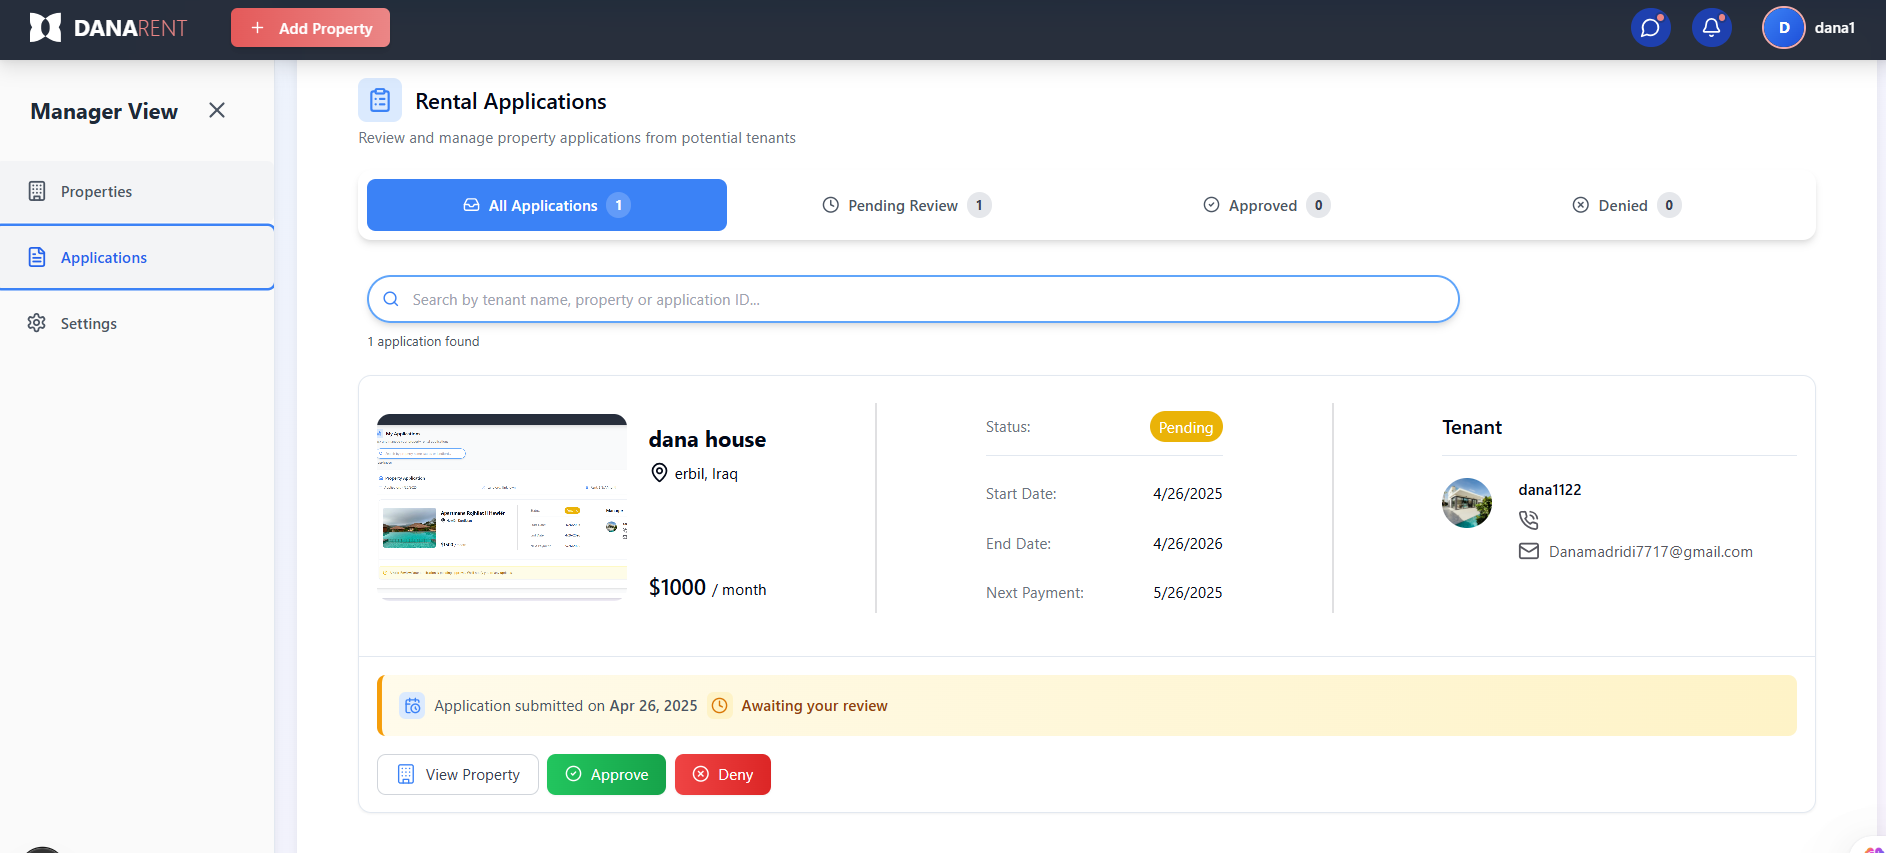 DANARENT
+ Add Property
D
dana1
Manager View
Properties
Applications
Settings
Rental Applications
Review and manage property applications from potential tenants
All Applications 1
Pending Review 1
Approved 0
Denied 0
Search by tenant name, property or application ID...
1 application found
My Applications
Property Application
dana house
erbil, Iraq
$1000 / month
Status: Pending
Start Date: 4/26/2025
End Date: 4/26/2026
Next Payment: 5/26/2025
Tenant
dana1122
Danamadridi7717@gmail.com
Application submitted on Apr 26, 2025 Awaiting your review
View Property
Approve
Deny